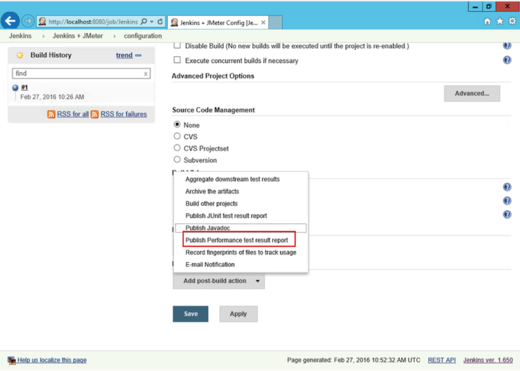 http://localhost:8080/job/Jenkins
Jenkins + JMeter Config [Je...
Jenkins
Jenkins + JMeter
configuration
Build History
trend
find
x
#1
Feb 27, 2016 10:26 AM
RSS for all
RSS for failures
Disable Build (No new builds will be executed until the project is re-enabled.)
Execute concurrent builds if necessary
Advanced Project Options
Advanced...
Source Code Management
None
CVS
CVS Projectset
Subversion
Aggregate downstream test results
Archive the artifacts
Build other projects
Publish JUnit test result report
Publish Javadoc
Publish Performance test result report
Record fingerprints of files to track usage
E-mail Notification
Add post-build action
Save
Apply
Help us localize this page
Page generated: Feb 27, 2016 10:52:32 AM UTC
REST API
Jenkins ver. 1.650